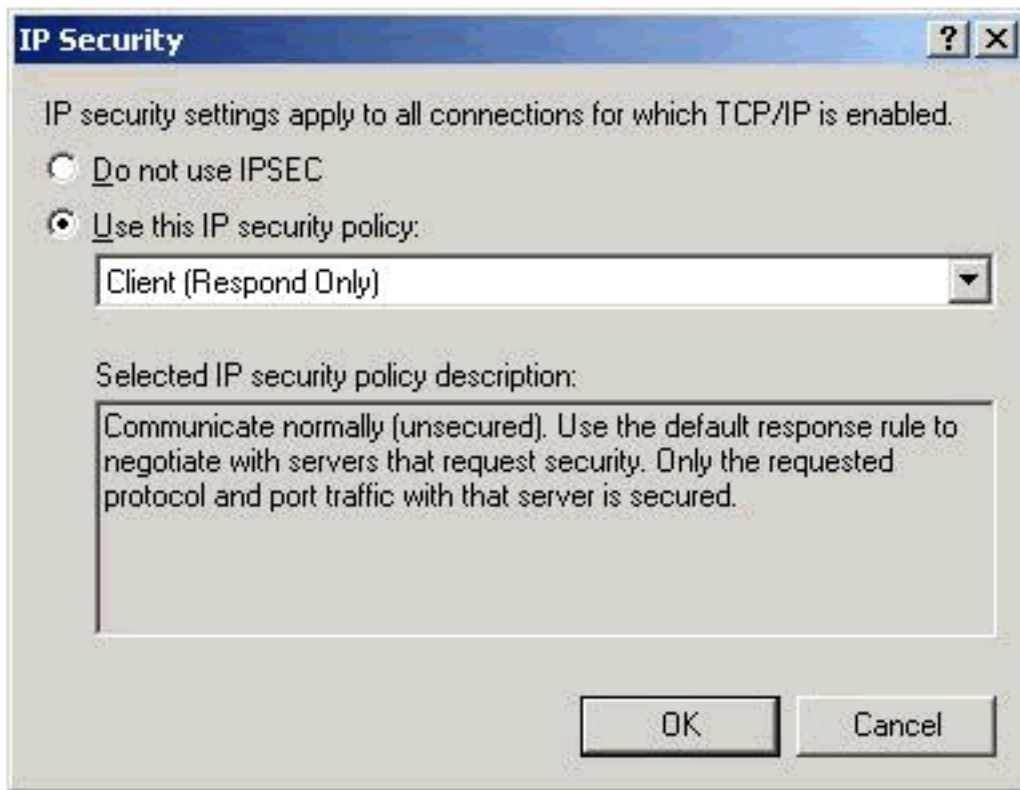 IP Security
IP security settings apply to all connections for which TCP/IP is enabled.
Do not use IPSEC
Use this IP security policy:
Client (Respond Only)
Selected IP security policy description:
Communicate normally (unsecured). Use the default response rule to
negotiate with servers that request security. Only the requested
protocol and port traffic with that server is secured.
OK Cancel